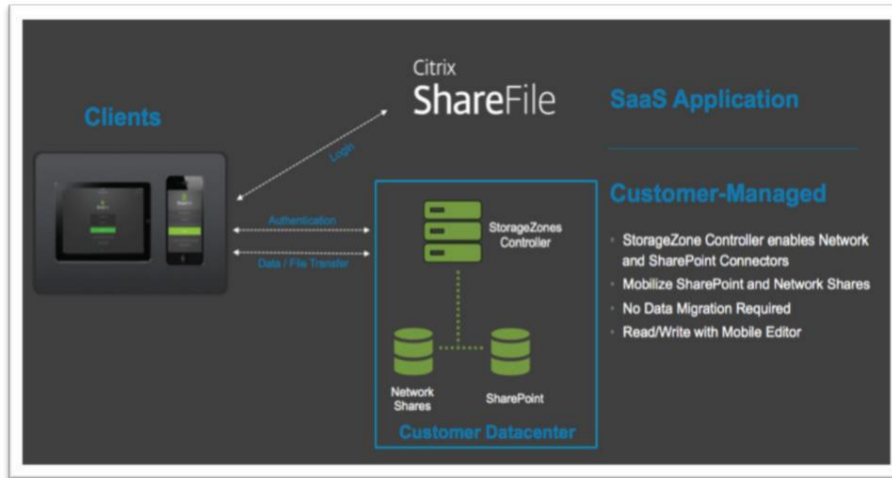 Citrix
ShareFile
SaaS Application
Clients
Login
Customer-Managed
Authentication
StorageZones
Controller
Data / File Transfer
StorageZone Controller enables Network
and SharePoint Connectors
Mobilize SharePoint and Network Shares
No Data Migration Required
Read/Write with Mobile Editor
Network
Shares
SharePoint
Customer Datacenter